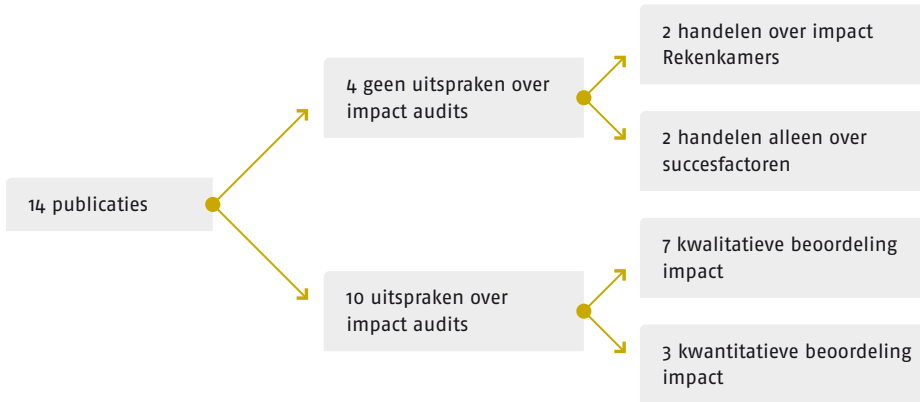 2 handelen over impact
Rekenkamers
4 geen uitspraken over
impact audits
2 handelen alleen over
succesfactoren
14 publicaties
7 kwalitatieve beoordeling
impact
10 uitspraken over
impact audits
3 kwantitatieve beoordeling
impact